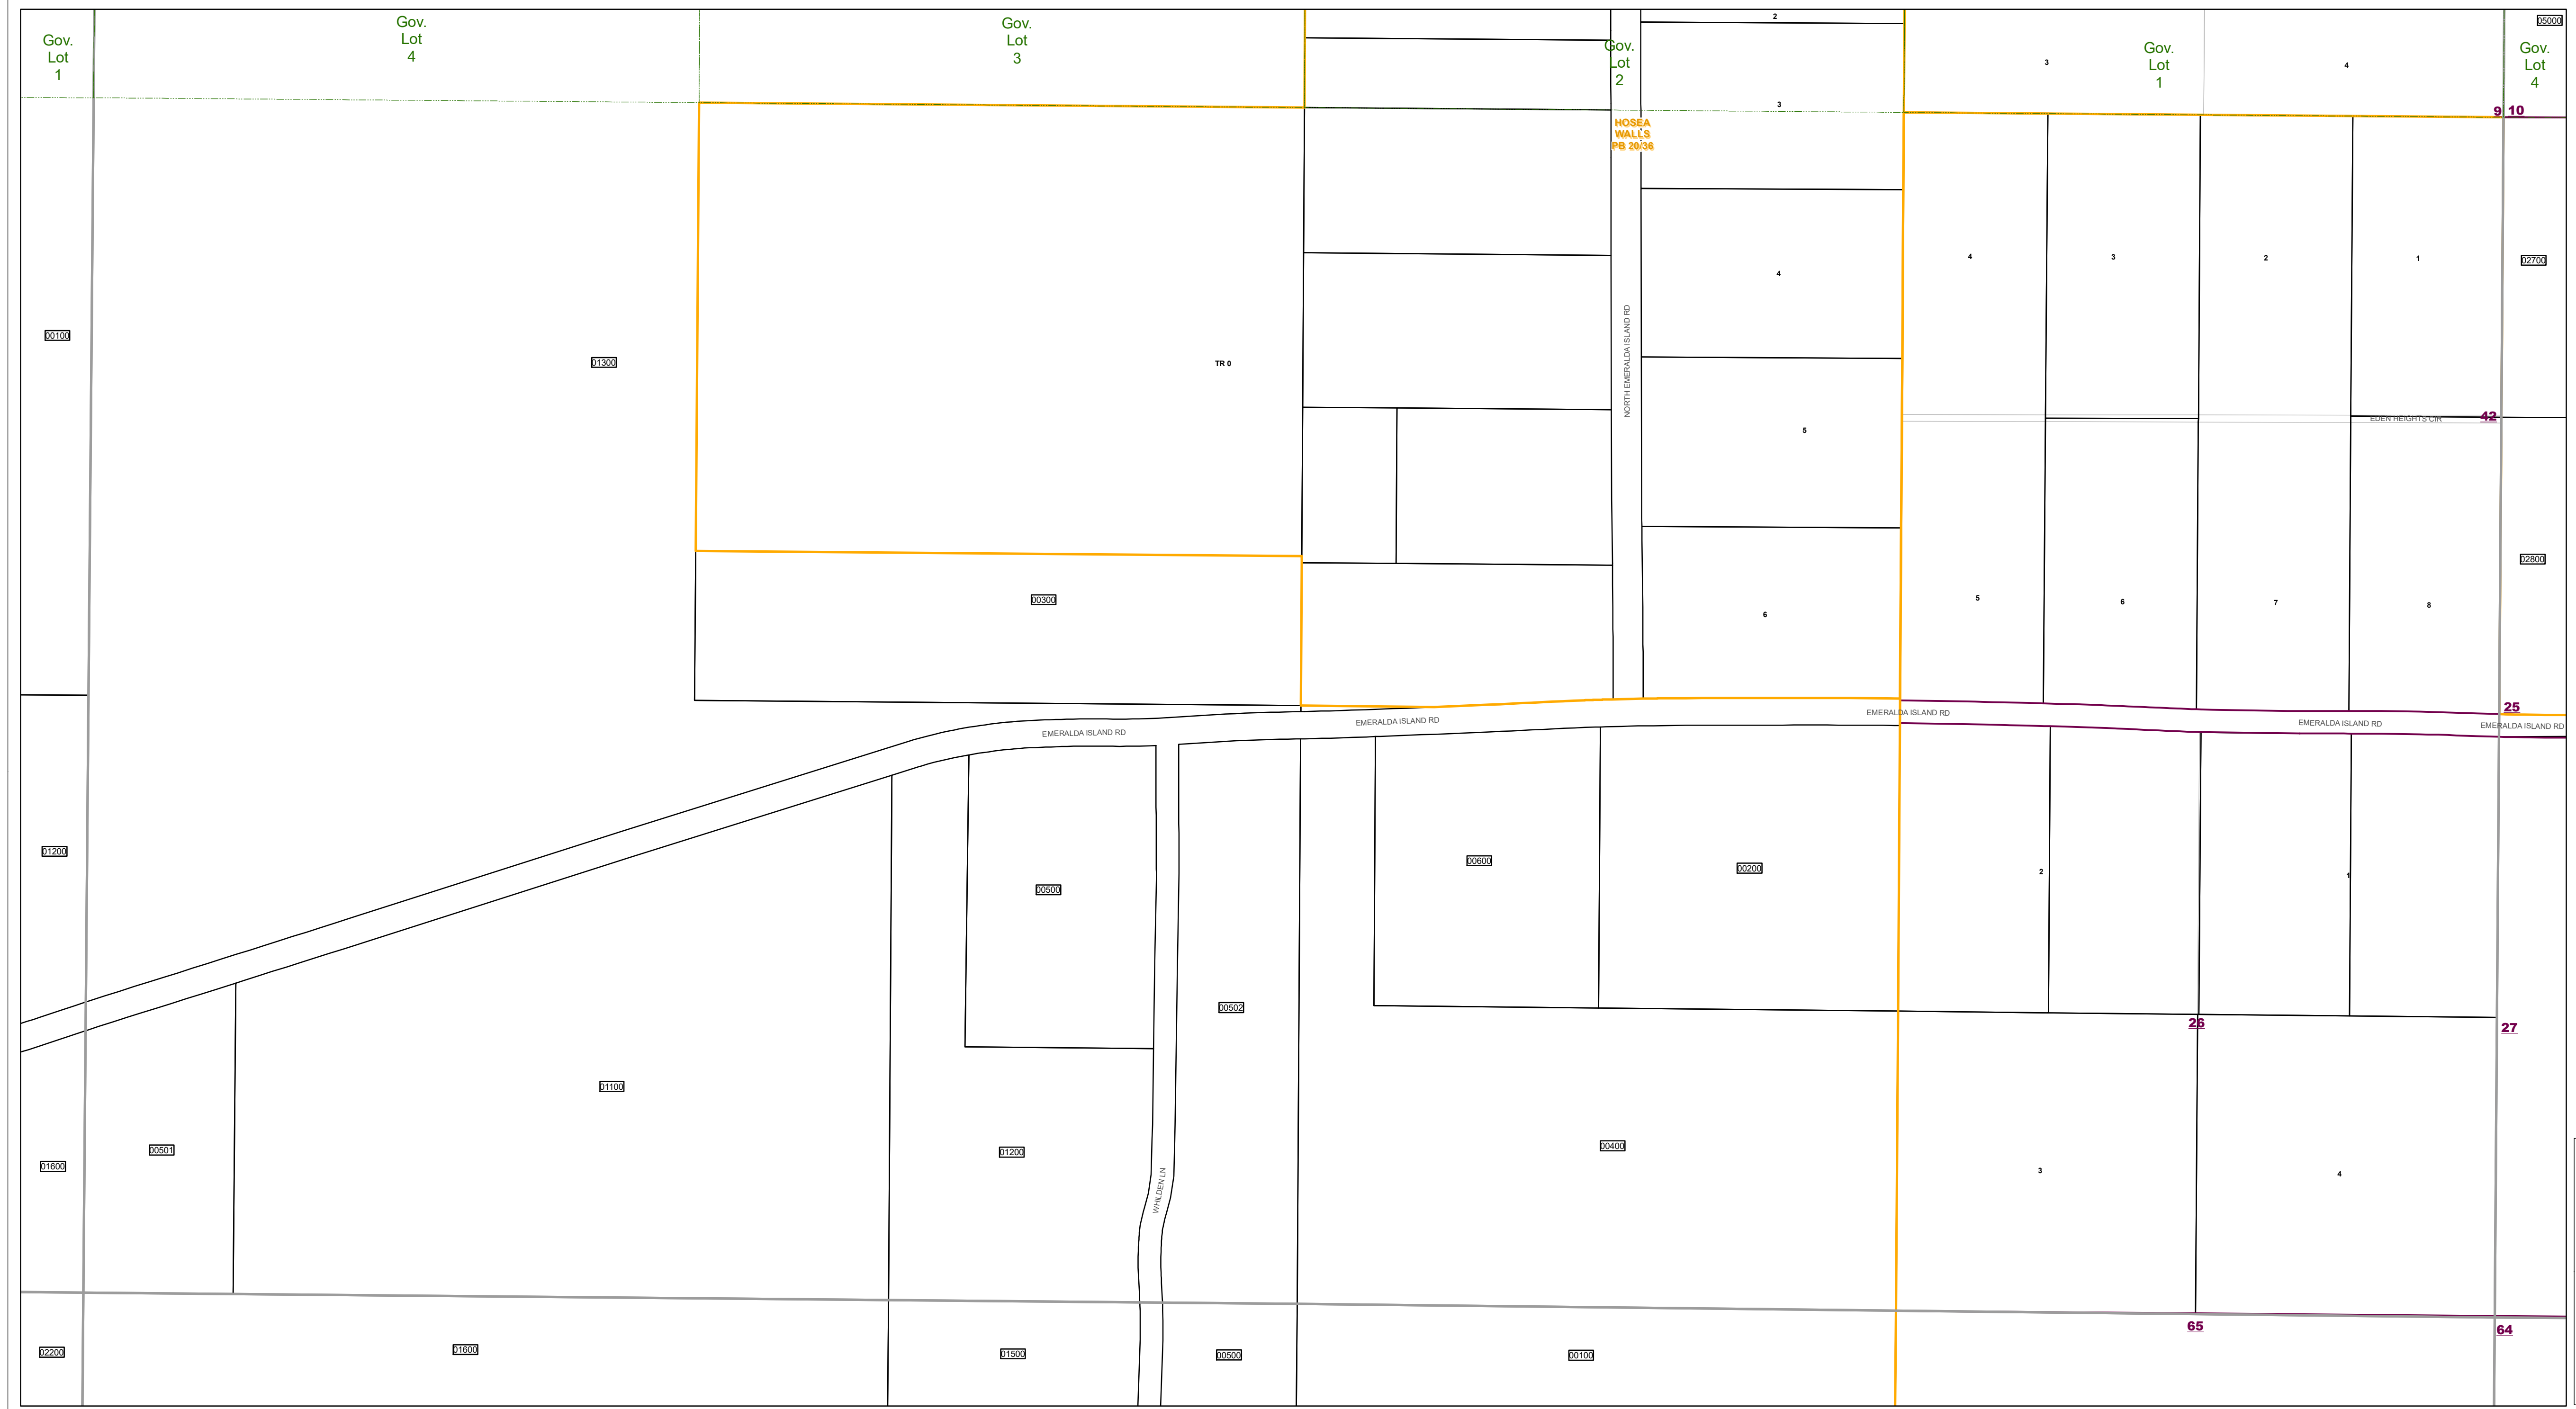 Gov.
Lot
1
Gov.
Lot
4
Gov.
Lot
3
Gov.
Lot
2
2
3
Gov.
Lot
1
4
05000
Gov.
Lot
4
9
10
3
HOSEA
WALLS
PB 20/36
00100
01300
TR 0
NORTH EMERALDA ISLAND RD
4
4
3
2
1
02700
42
EDEN HEIGHTS CIR
5
00300
6
5
6
7
8
02800
25
EMERALDA ISLAND RD
EMERALDA ISLAND RD
EMERALDA ISLAND RD
EMERALDA ISLAND RD
EMERALDA ISLAND RD
01200
00500
00600
00200
2
1
00502
26
27
01600
00501
01100
01200
WHILDEN LN
00400
3
4
65
64
02200
01600
01500
00500
00100